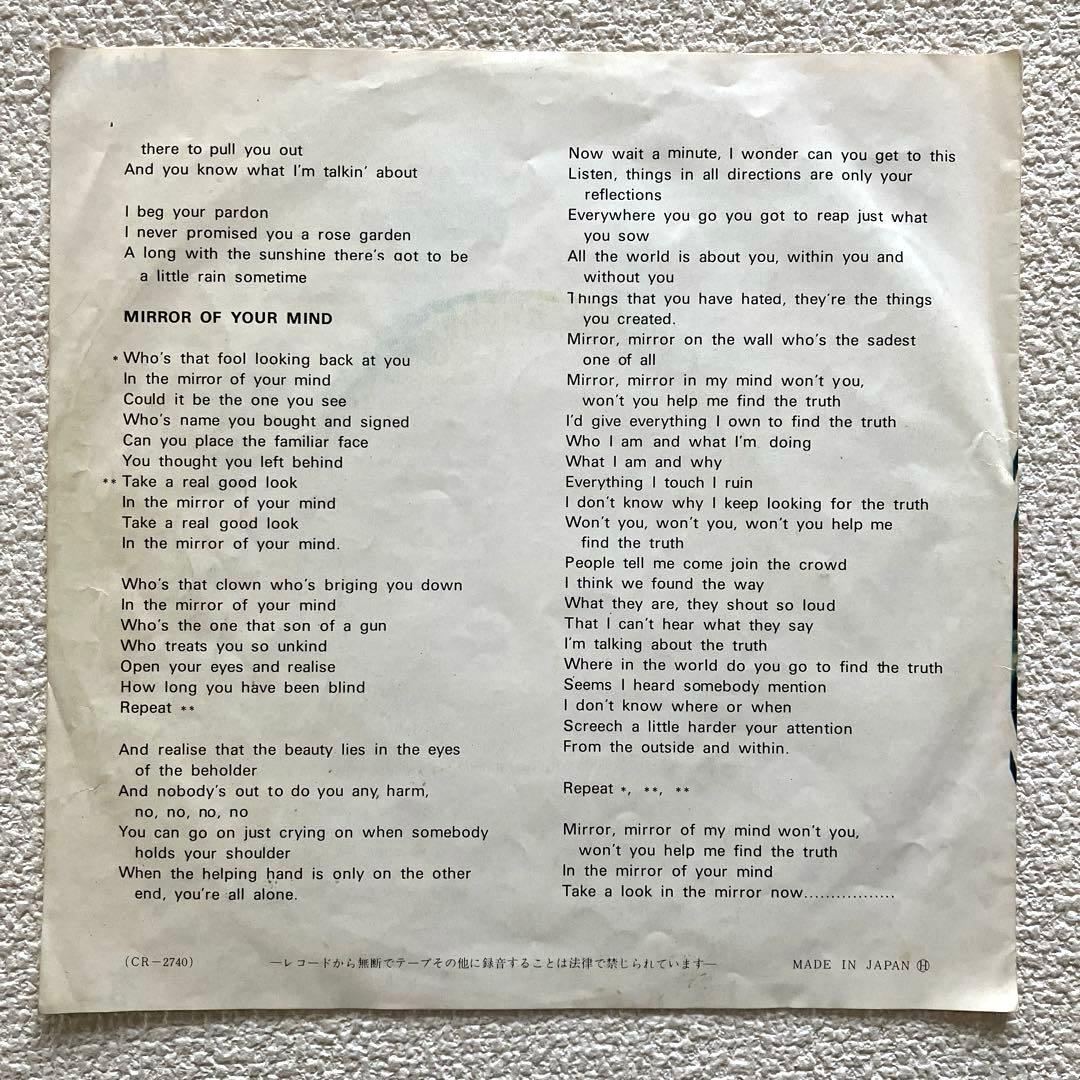 there to pull you out
And you know what I'm talkin' about
I beg your pardon
I never promised you a rose garden
A long with the sunshine there's got to be
a little rain sometime
MIRROR OF YOUR MIND
* Who's that fool looking back at you
In the mirror of your mind
Could it be the one you see
Who's name you bought and signed
Can you place the familiar face
You thought you left behind
** Take a real good look
In the mirror of your mind
Take a real good look
In the mirror of your mind.
Who's that clown who's briging you down
In the mirror of your mind
Who's the one that son of a gun
Who treats you so unkind
Open your eyes and realise
How long you have been blind
Repeat **
And realise that the beauty lies in the eyes
of the beholder
And nobody's out to do you any, harm,
no, no, no, no
You can go on just crying on when somebody
holds your shoulder
When the helping hand is only on the other
end, you're all alone.
Now wait a minute, I wonder can you get to this
Listen, things in all directions are only your
reflections
Everywhere you go you got to reap just what
you sow
All the world is about you, within you and
without you
Things that you have hated, they're the things
you created.
Mirror, mirror on the wall who's the sadest
one of all
Mirror, mirror in my mind won't you,
won't you help me find the truth
I'd give everything I own to find the truth
Who I am and what I'm doing
What I am and why
Everything I touch I ruin
I don't know why I keep looking for the truth
Won't you, won't you, won't you help me
find the truth
People tell me come join the crowd
I think we found the way
What they are, they shout so loud
That I can't hear what they say
I'm talking about the truth
Where in the world do you go to find the truth
Seems I heard somebody mention
I don't know where or when
Screech a little harder your attention
From the outside and within.
Repeat *, **, **
Mirror, mirror of my mind won't you,
won't you help me find the truth
In the mirror of your mind
Take a look in the mirror now.................
(CR－2740)
—レコードから無断でテープその他に録音することは法律で禁じられています—
MADE IN JAPAN Ⓗ